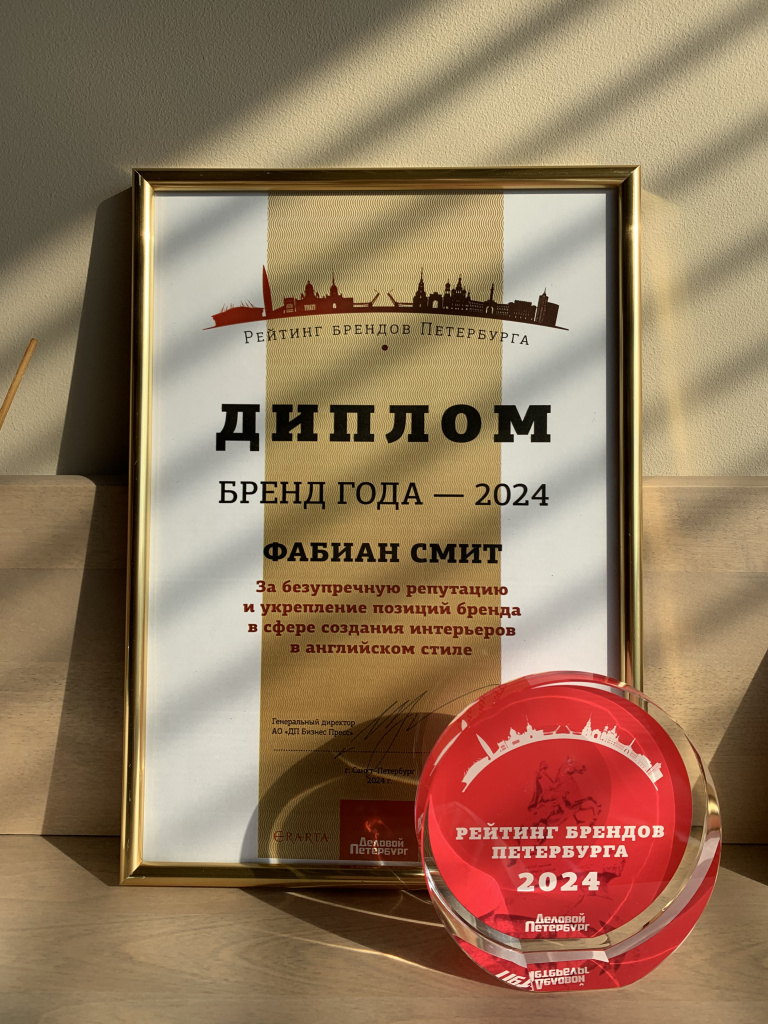 Рейтинг брендов Петербурга
ДИПЛОМ
БРЕНД ГОДА — 2024
ФАБИАН СМИТ
За безупречную репутацию
и укрепление позиций бренда
в сфере создания интерьеров
в английском стиле
Генеральный директор
АО «ДП Бизнес Пресс»
г. Санкт-Петербург
2024 г.
ERARTA
Деловой
Петербург
РЕЙТИНГ БРЕНДОВ
ПЕТЕРБУРГА
2024
Деловой
Петербург